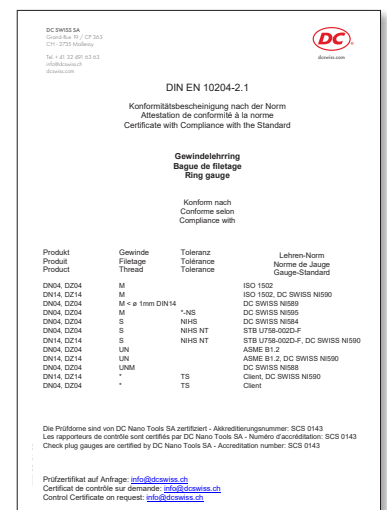 DC SWISS SA
Grand-Rue 19 / CP 363
CH - 2735 Malleray
Tel. + 41 32 491 63 63
info@dcswiss.ch
dcswiss.com
DC
dcswiss.com
DIN EN 10204-2.1
Konformitätsbescheinigung nach der Norm
Attestation de conformité à la norme
Certificate with Compliance with the Standard
Gewindelehrring
Bague de filetage
Ring gauge
Konform nach
Conforme selon
Compliance with
Produkt Gewinde Toleranz Lehren-Norm
Produit Filetage Tolérance Norme de Jauge
Product Thread Tolerance Gauge-Standard
DN04, DZ04 M ISO 1502
DN14, DZ14 M ISO 1502, DC SWISS NI590
DN04, DZ04 M < ø 1mm DIN14 DC SWISS NI589
DN04, DZ04 M *-NS DC SWISS NI595
DN04, DZ04 S NIHS DC SWISS NI584
DN04, DZ04 S NIHS NT STB U758-002D-F
DN14, DZ14 S NIHS NT STB U758-002D-F, DC SWISS NI590
DN04, DZ04 UN ASME B1.2
DN14, DZ14 UN ASME B1.2, DC SWISS NI590
DN04, DZ04 UNM DC SWISS NI588
DN14, DZ14 * TS Client, DC SWISS NI590
DN04, DZ04 * TS Client
Die Prüfdorne sind von DC Nano Tools SA zertifiziert - Akkreditierungsnummer: SCS 0143
Les rapporteurs de contrôle sont certifiés par DC Nano Tools SA - Numéro d'accréditation: SCS 0143
Check plug gauges are certified by DC Nano Tools SA - Accreditation number: SCS 0143
Prüfzertifikat auf Anfrage: info@dcswiss.ch
Certificat de contrôle sur demande: info@dcswiss.ch
Control Certificate on request: info@dcswiss.ch